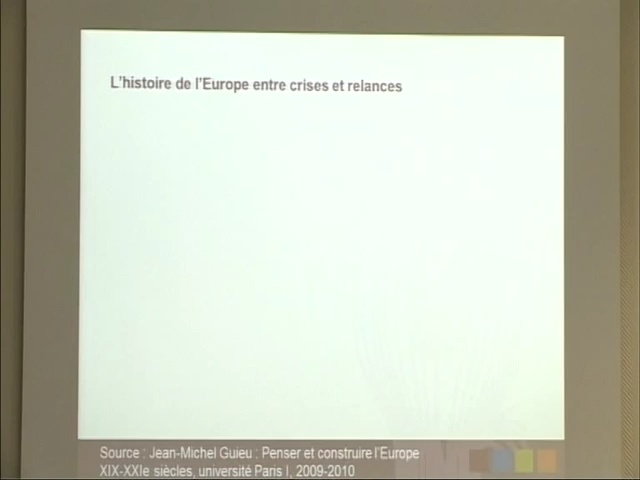 L'histoire de l'Europe entre crises et relances
Source : Jean-Michel Guieu : Penser et construire l'Europe
XIX-XXIe siècles, université Paris I, 2009-2010